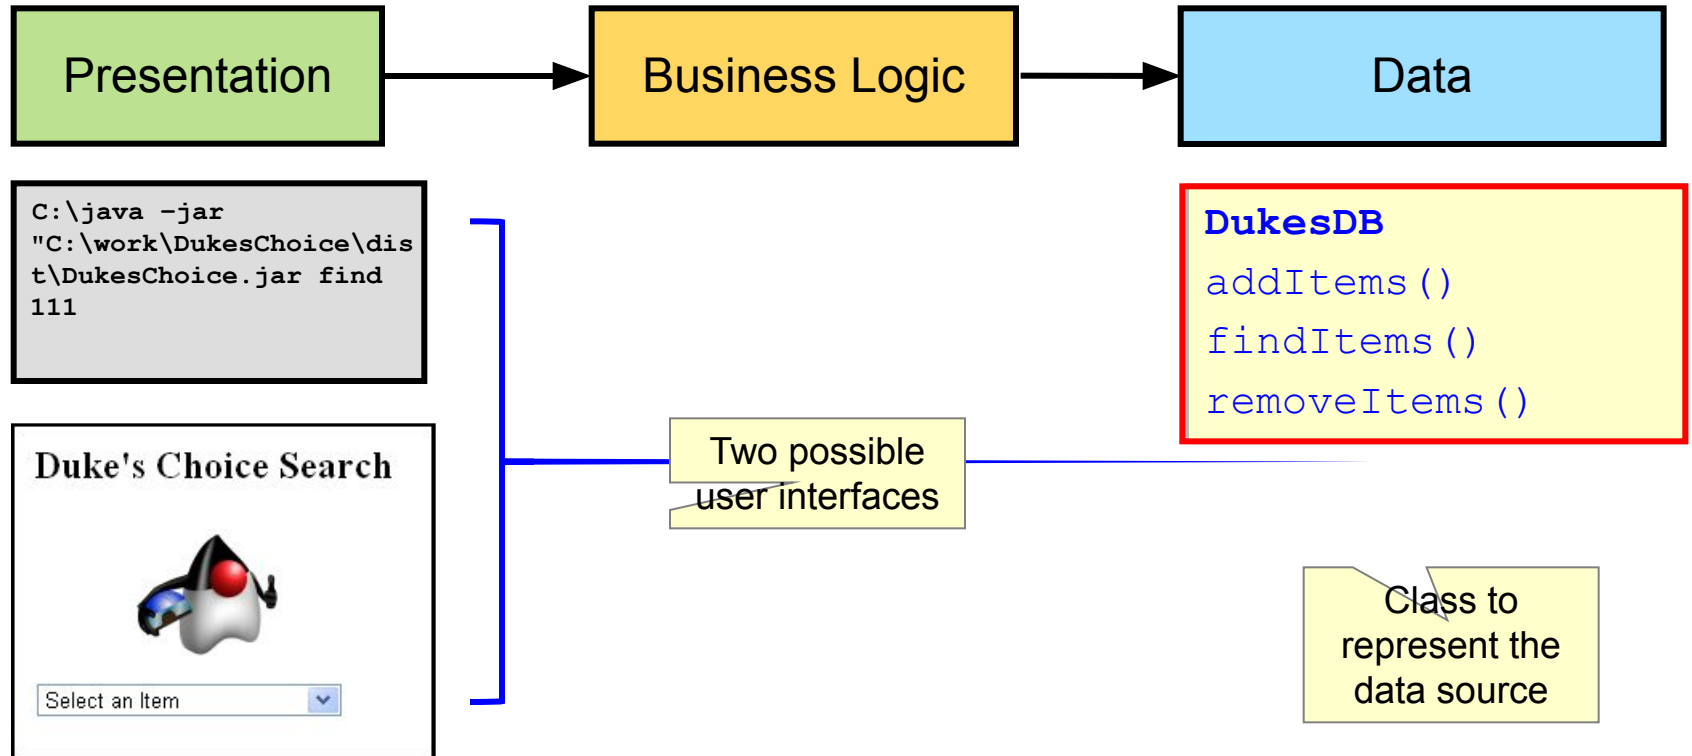 Presentation
Business Logic
Data
C:\java –jar
"C:\work\DukesChoice\dis
t\DukesChoice.jar find
111
DukesDB
addItems()
findItems()
removeItems()
Duke's Choice Search
Select an Item
Two possible
user interfaces
Class to
represent the
data source